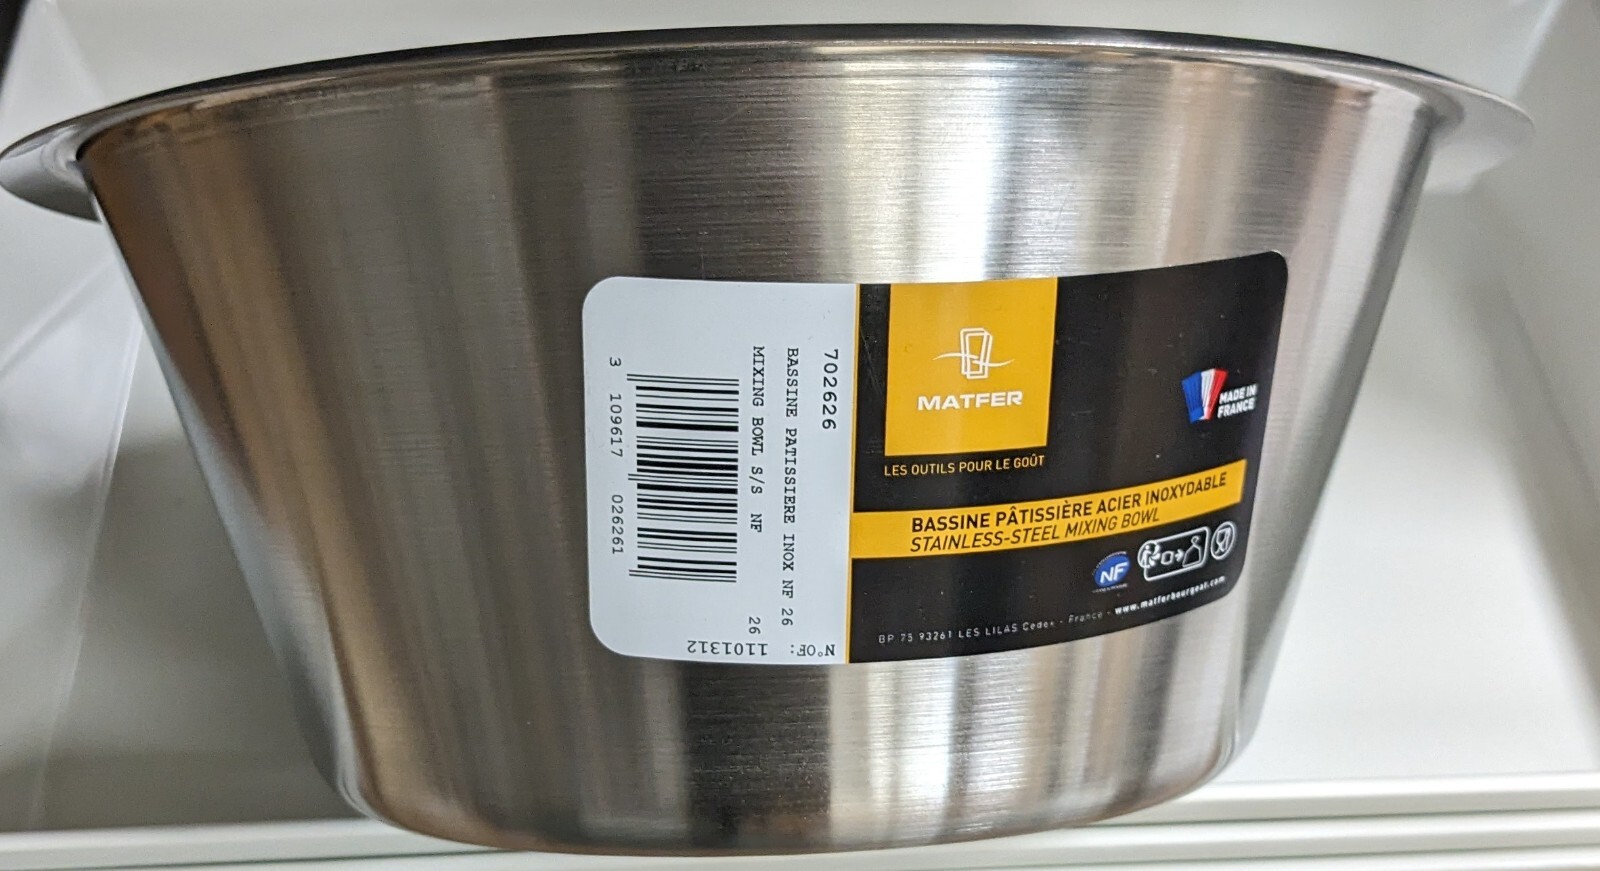 702626
BASSINE PATISSIERE INOX NF 26
MIXING BOWL S/S NF 26
3 109617 026261
N°OF:
1101312
MATFER
LES OUTILS POUR LE GOÛT
MADE IN
FRANCE
BASSINE PÂTISSIÈRE ACIER INOXYDABLE
STAINLESS-STEEL MIXING BOWL
NF
BP 75 93261 LES LILAS Cedex - France - www.matferbourgeat.com